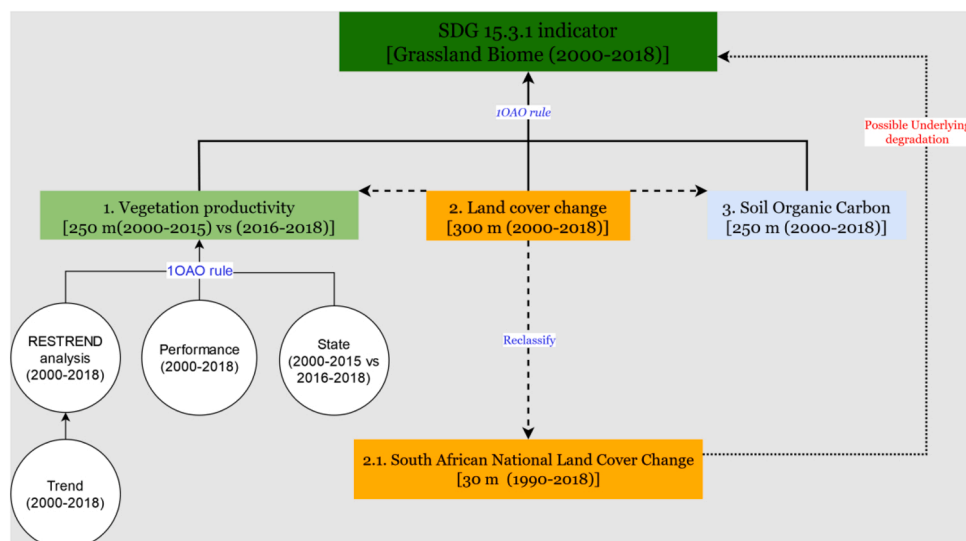 SDG 15.3.1 indicator
[Grassland Biome (2000-2018)]
1OAO rule
Possible Underlying
degradation
1. Vegetation productivity
[250 m(2000-2015) vs (2016-2018)]
2. Land cover change
[300 m (2000-2018)]
3. Soil Organic Carbon
[250 m (2000-2018)]
1OAO rule
RESTREND
analysis
(2000-2018)
Performance
(2000-2018)
State
(2000-2015 vs
2016-2018)
Reclassify
2.1. South African National Land Cover Change
[30 m (1990-2018)]
Trend
(2000-2018)